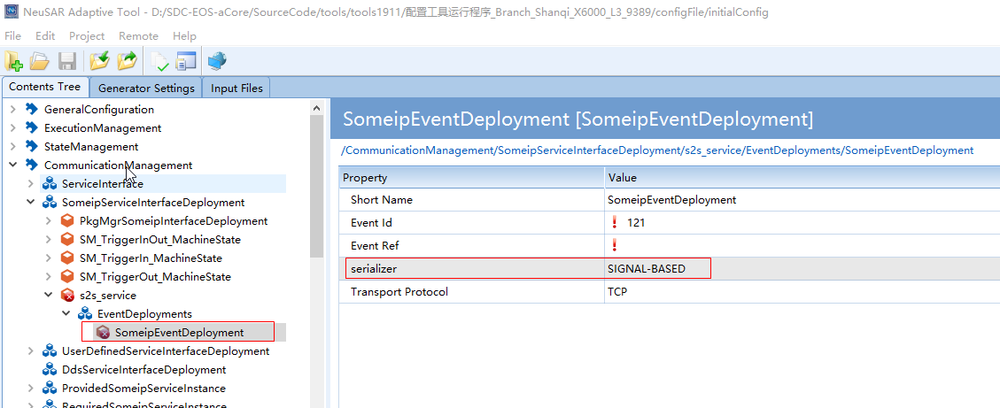 NeuSAR Adaptive Tool - D:/SDC-EOS-aCore/SourceCode/tools/tools1911/配置工具运行程序_Branch_Shanqi_X6000_L3_9389/configFile/initialConfig
File Edit Project Remote Help
Contents Tree Generator Settings Input Files
GeneralConfiguration
ExecutionManagement
StateManagement
CommunicationManagement
ServiceInterface
SomeipServiceInterfaceDeployment
PkgMgrSomeipInterfaceDeployment
SM_TriggerInOut_MachineState
SM_TriggerIn_MachineState
SM_TriggerOut_MachineState
s2s_service
EventDeployments
SomeipEventDeployment
UserDefinedServiceInterfaceDeployment
DdsServiceInterfaceDeployment
ProvidedSomeipServiceInstance
RequiredSomeipServiceInstance
SomeipEventDeployment [SomeipEventDeployment]
/CommunicationManagement/SomeipServiceInterfaceDeployment/s2s_service/EventDeployments/SomeipEventDeployment
Property Value
Short Name SomeipEventDeployment
Event Id 121
Event Ref
serializer SIGNAL-BASED
Transport Protocol TCP